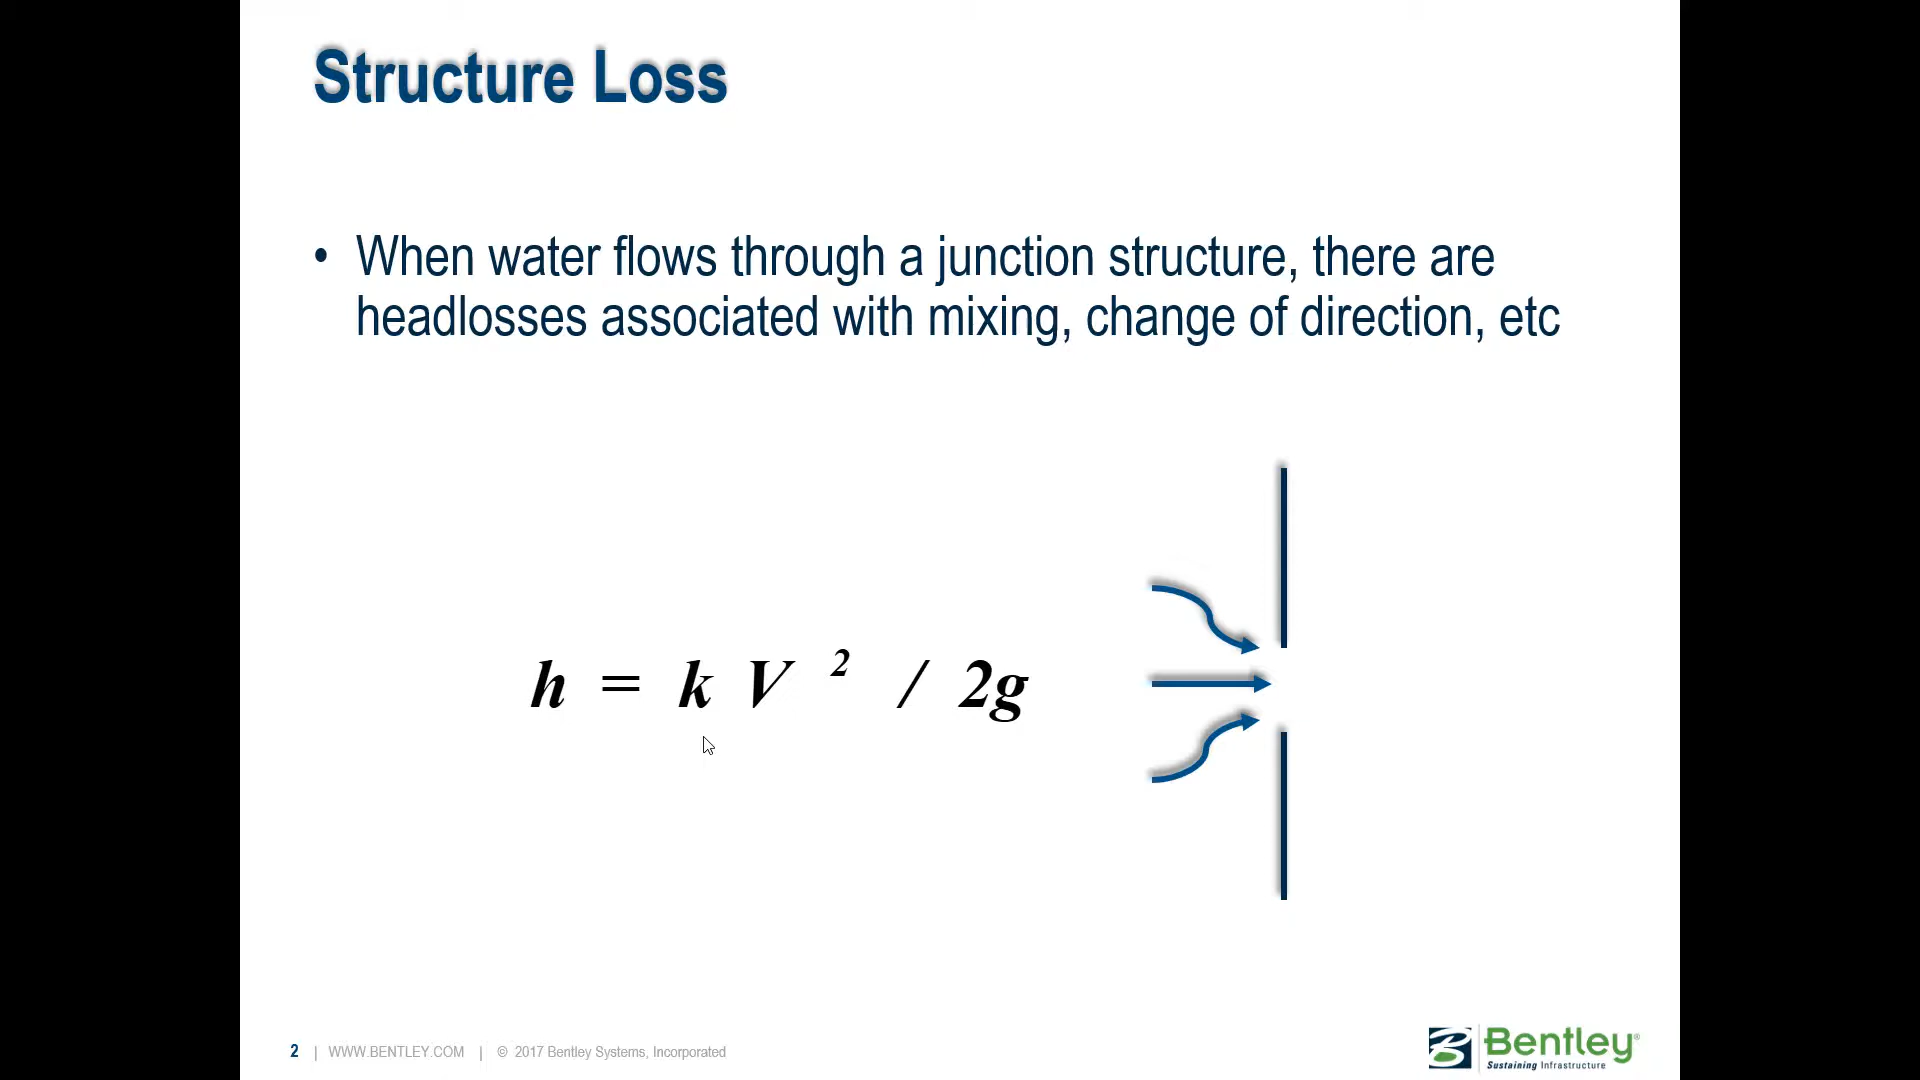 Structure Loss
• When water flows through a junction structure, there are
headlosses associated with mixing, change of direction, etc
h = k V ² / 2g
2 | WWW.BENTLEY.COM | © 2017 Bentley Systems, Incorporated
Bentley®
Sustaining Infrastructure